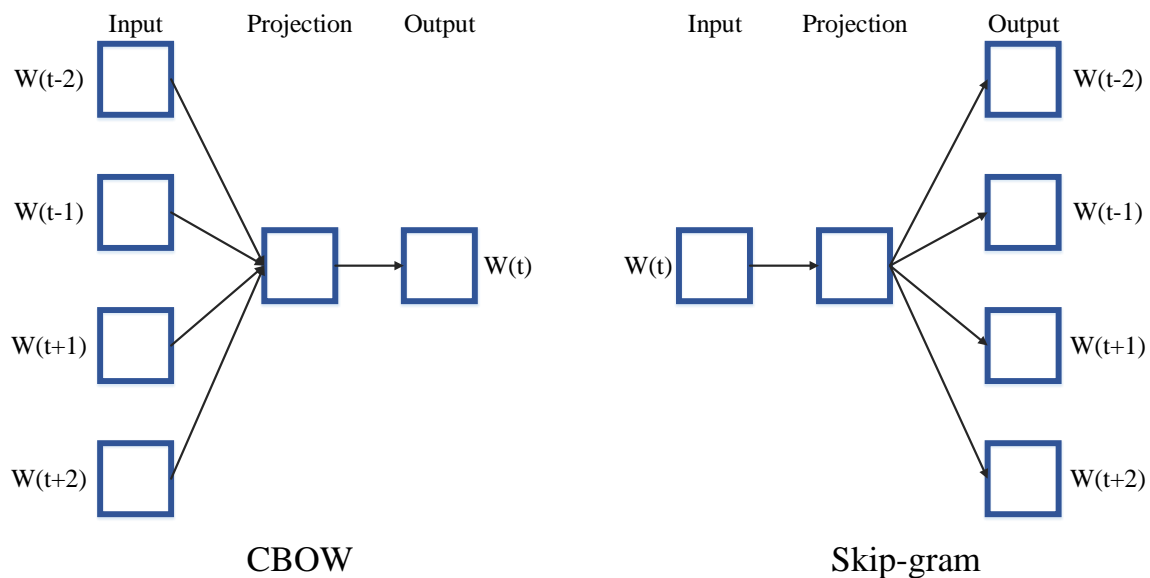 Input Projection Output
W(t-2)
W(t-1)
W(t)
W(t+1)
W(t+2)
CBOW
Input Projection Output
W(t-2)
W(t-1)
W(t)
W(t+1)
W(t+2)
Skip-gram